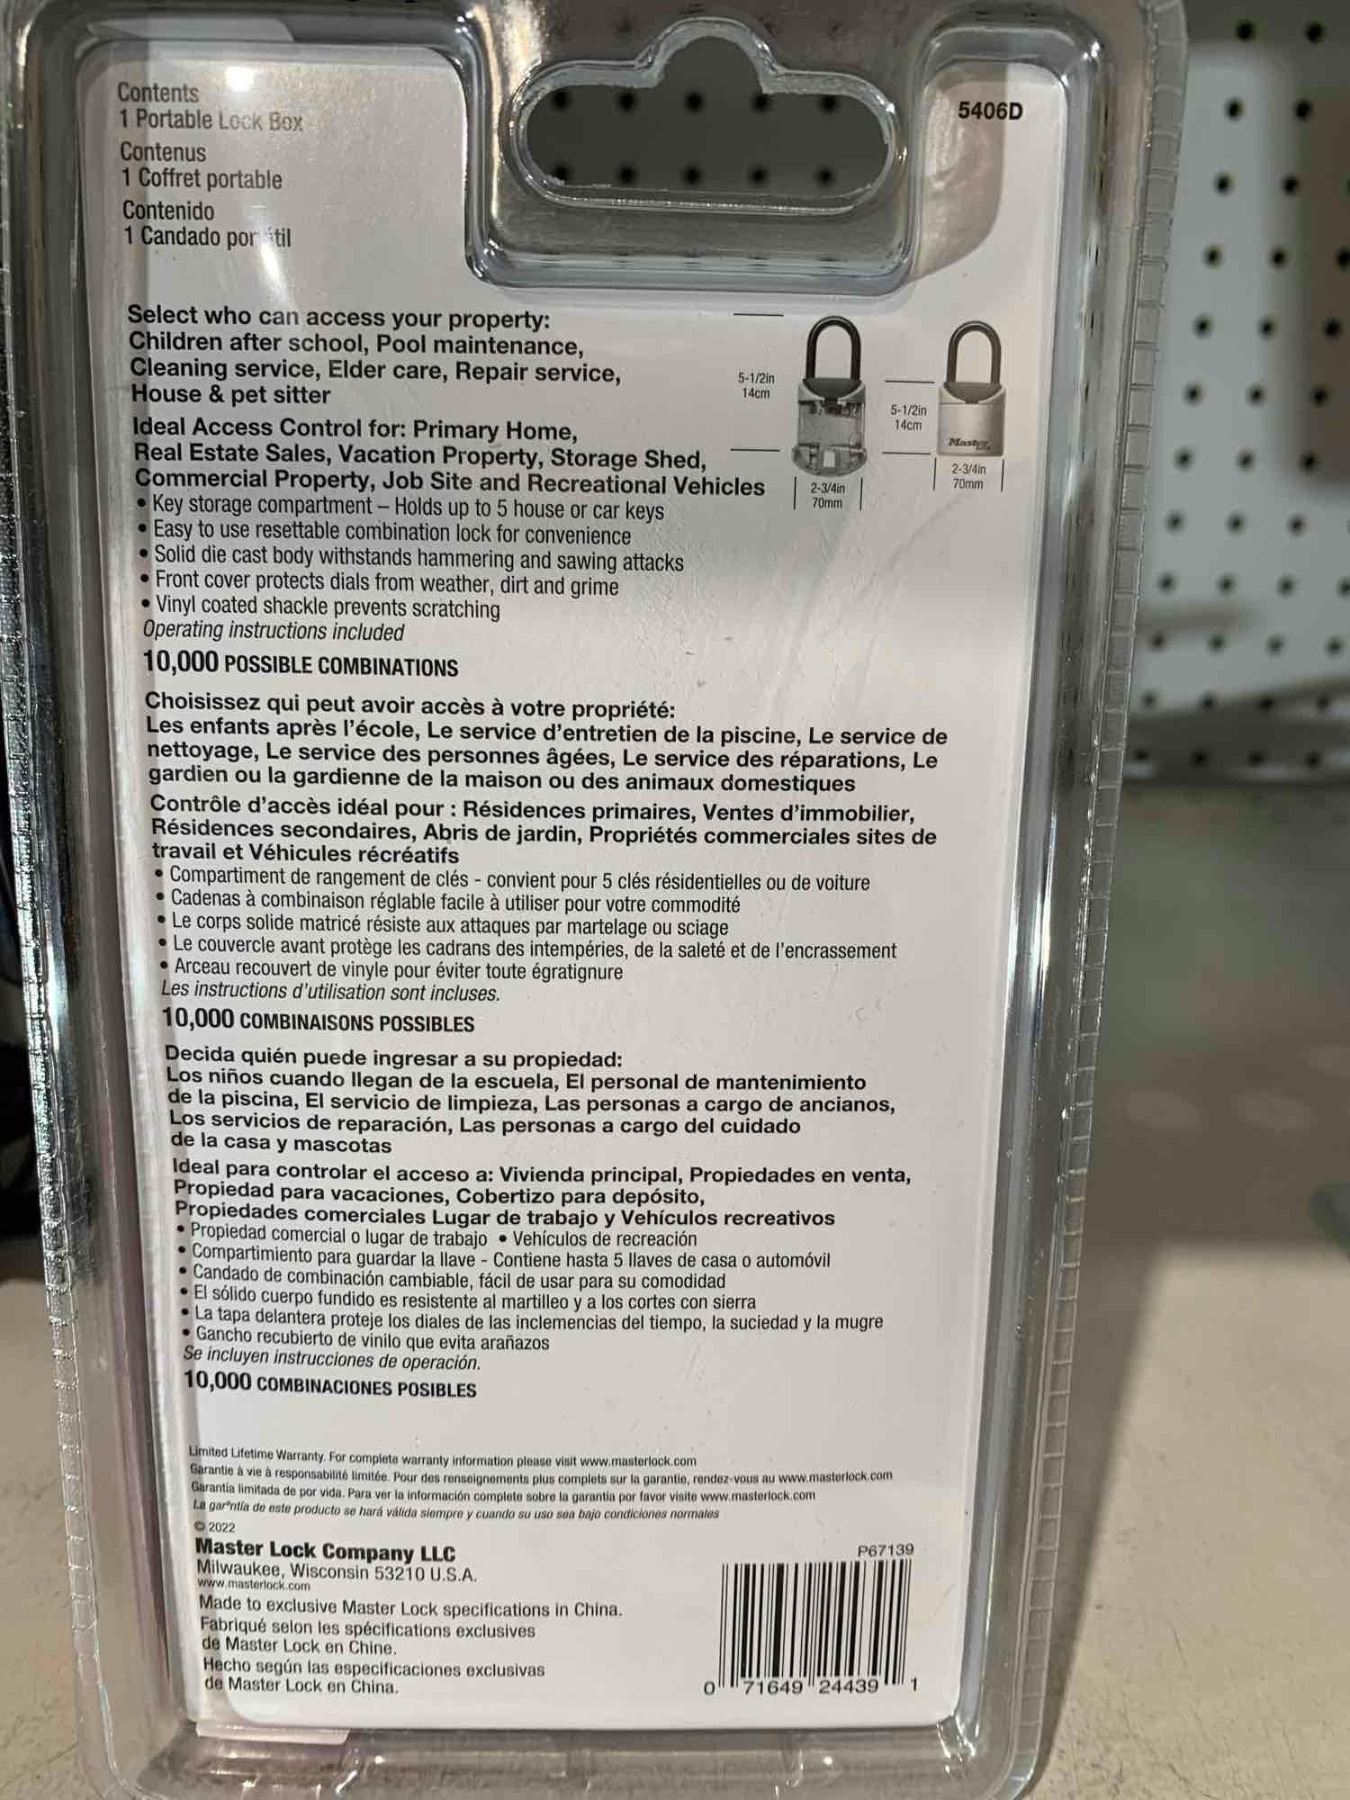 Contents
1 Portable Lock Box
Contenus
1 Coffret portable
Contenido
1 Candado portátil
5406D
Select who can access your property:
Children after school, Pool maintenance,
Cleaning service, Elder care, Repair service,
House & pet sitter
Ideal Access Control for: Primary Home,
Real Estate Sales, Vacation Property, Storage Shed,
Commercial Property, Job Site and Recreational Vehicles
• Key storage compartment – Holds up to 5 house or car keys
• Easy to use resettable combination lock for convenience
• Solid die cast body withstands hammering and sawing attacks
• Front cover protects dials from weather, dirt and grime
• Vinyl coated shackle prevents scratching
Operating instructions included
10,000 POSSIBLE COMBINATIONS
5-1/2in
14cm
2-3/4in
70mm
5-1/2in
14cm
Master
2-3/4in
70mm
Choisissez qui peut avoir accès à votre propriété:
Les enfants après l'école, Le service d'entretien de la piscine, Le service de
nettoyage, Le service des personnes âgées, Le service des réparations, Le
gardien ou la gardienne de la maison ou des animaux domestiques
Contrôle d'accès idéal pour : Résidences primaires, Ventes d'immobilier,
Résidences secondaires, Abris de jardin, Propriétés commerciales sites de
travail et Véhicules récréatifs
• Compartiment de rangement de clés - convient pour 5 clés résidentielles ou de voiture
• Cadenas à combinaison réglable facile à utiliser pour votre commodité
• Le corps solide matricé résiste aux attaques par martelage ou sciage
• Le couvercle avant protège les cadrans des intempéries, de la saleté et de l'encrassement
• Arceau recouvert de vinyle pour éviter toute égratignure
Les instructions d'utilisation sont incluses.
10,000 COMBINAISONS POSSIBLES
Decida quién puede ingresar a su propiedad:
Los niños cuando llegan de la escuela, El personal de mantenimiento
de la piscina, El servicio de limpieza, Las personas a cargo de ancianos,
Los servicios de reparación, Las personas a cargo del cuidado
de la casa y mascotas
Ideal para controlar el acceso a: Vivienda principal, Propiedades en venta,
Propiedad para vacaciones, Cobertizo para depósito,
Propiedades comerciales Lugar de trabajo y Vehículos recreativos
• Propiedad comercial o lugar de trabajo • Vehículos de recreación
• Compartimiento para guardar la llave - Contiene hasta 5 llaves de casa o automóvil
• Candado de combinación cambiable, fácil de usar para su comodidad
• El sólido cuerpo fundido es resistente al martilleo y a los cortes con sierra
• La tapa delantera proteje los diales de las inclemencias del tiempo, la suciedad y la mugre
• Gancho recubierto de vinilo que evita arañazos
Se incluyen instrucciones de operación.
10,000 COMBINACIONES POSIBLES
Limited Lifetime Warranty. For complete warranty information please visit www.masterlock.com
Garantie à vie à responsabilité limitée. Pour des renseignements plus complets sur la garantie, rendez-vous au www.masterlock.com
Garantía limitada de por vida. Para ver la información complete sobre la garantía por favor visite www.masterlock.com
La garantía de este producto se hará válida siempre y cuando su uso sea bajo condiciones normales
© 2022
Master Lock Company LLC
Milwaukee, Wisconsin 53210 U.S.A.
www.masterlock.com
Made to exclusive Master Lock specifications in China.
Fabriqué selon les spécifications exclusives
de Master Lock en Chine.
Hecho según las especificaciones exclusivas
de Master Lock en China.
P67139
0 71649 24439 1